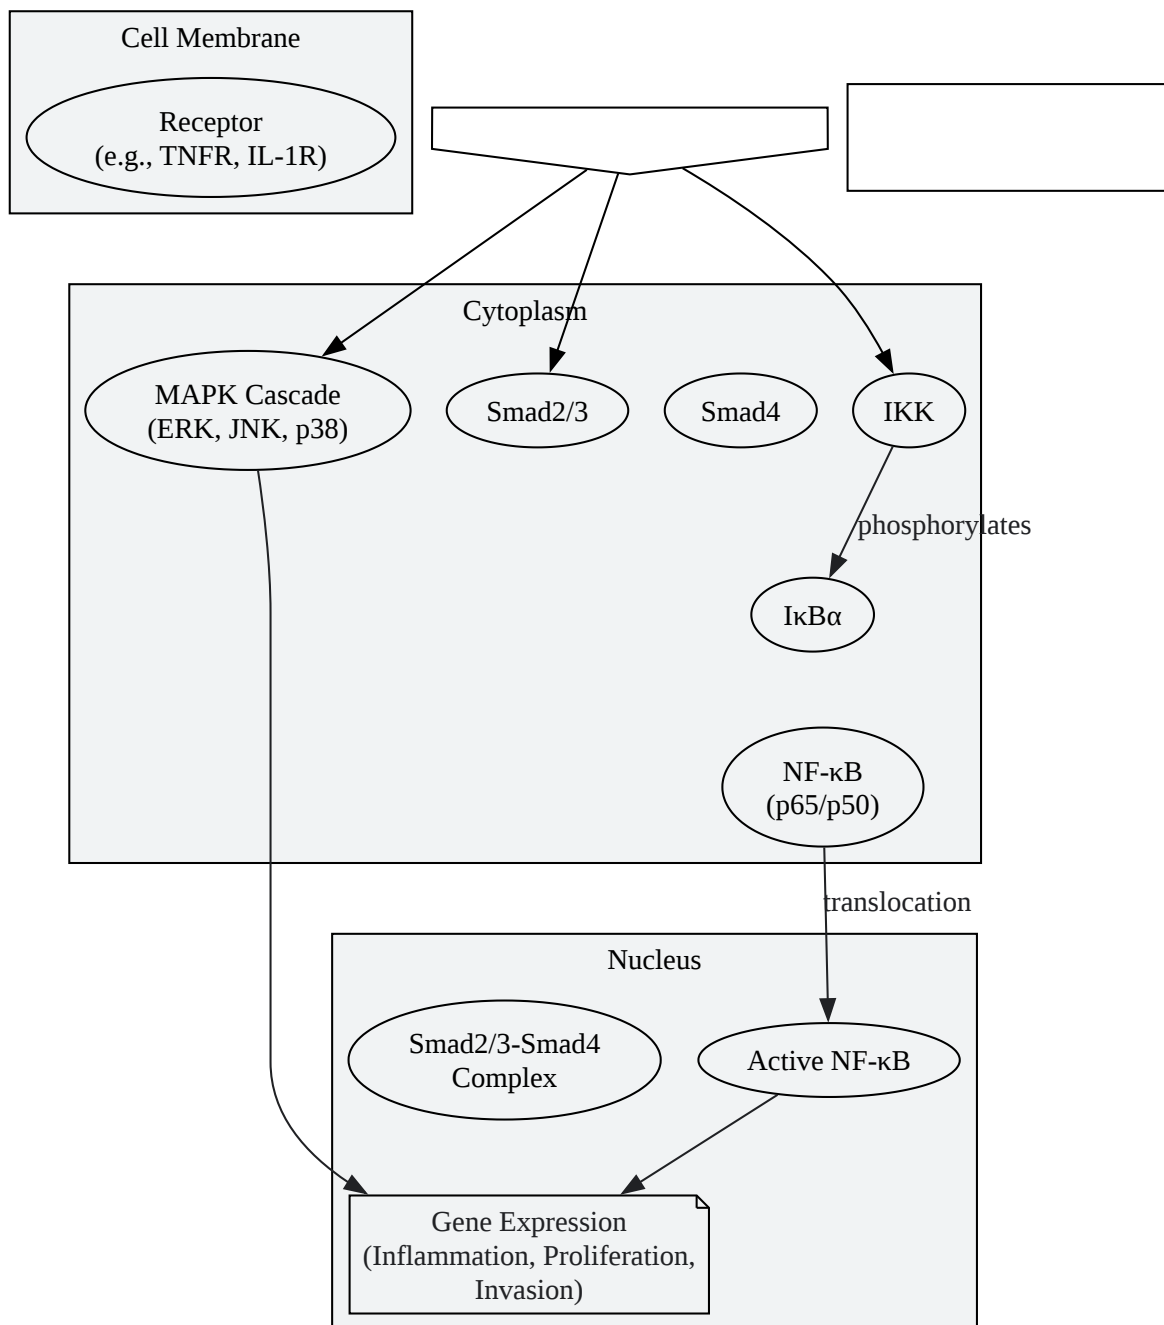 Cell Membrane
Receptor
(e.g., TNFR, IL-1R)
Cytoplasm
MAPK Cascade
(ERK, JNK, p38)
Smad2/3
Smad4
IKK
phosphorylates
IκBα
NF-κB
(p65/p50)
translocation
Nucleus
Smad2/3-Smad4
Complex
Active NF-κB
Gene Expression
(Inflammation, Proliferation,
Invasion)